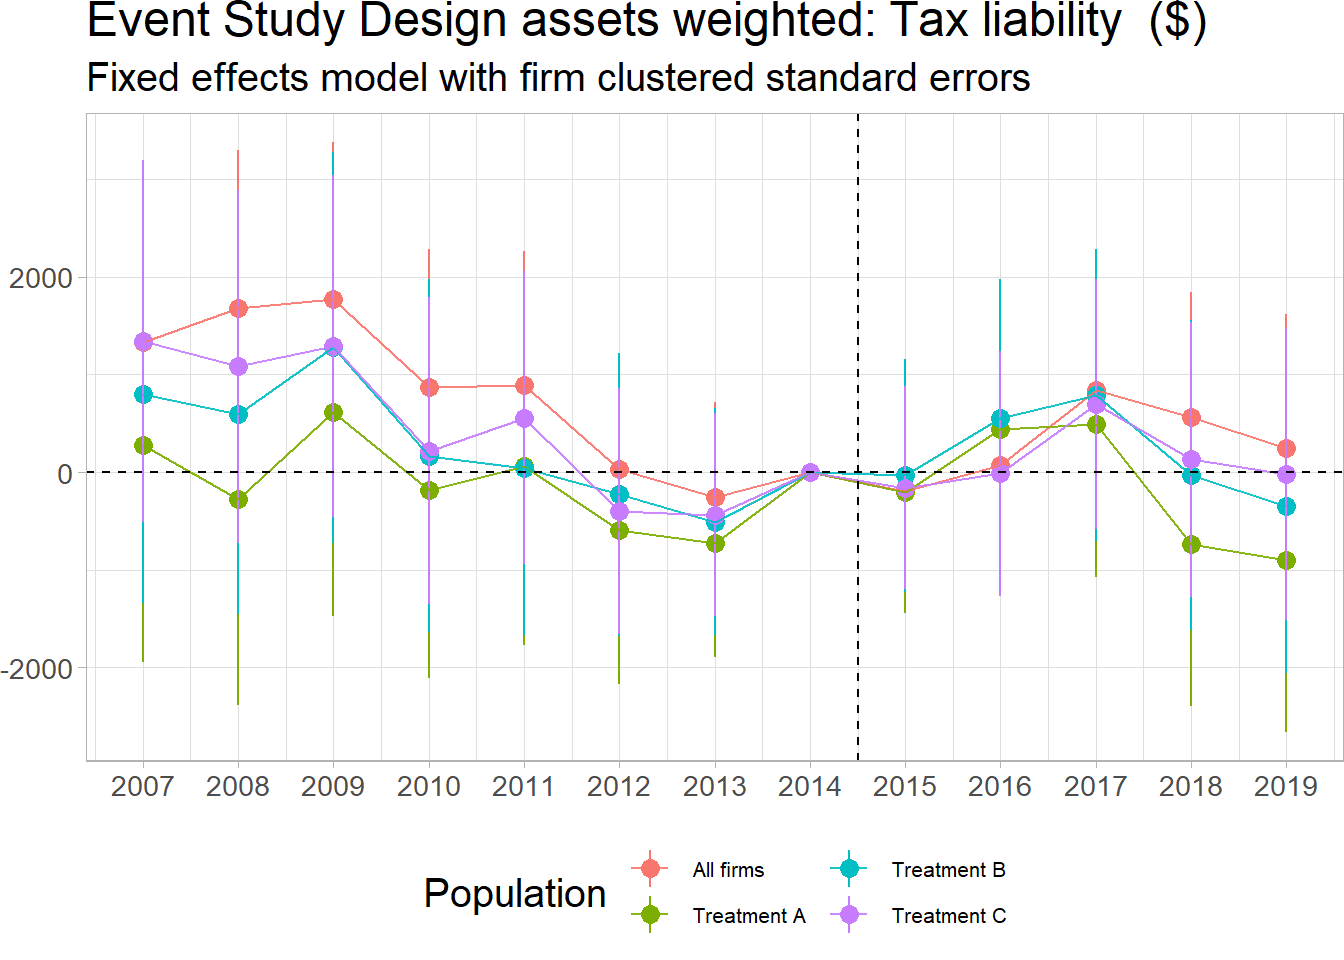 Event Study Design assets weighted: Tax liability  ($)
Fixed effects model with firm clustered standard errors
2000
0
-2000
2007 2008 2009 2010 2011 2012 2013 2014 2015 2016 2017 2018 2019
Population
All firms
Treatment A
Treatment B
Treatment C